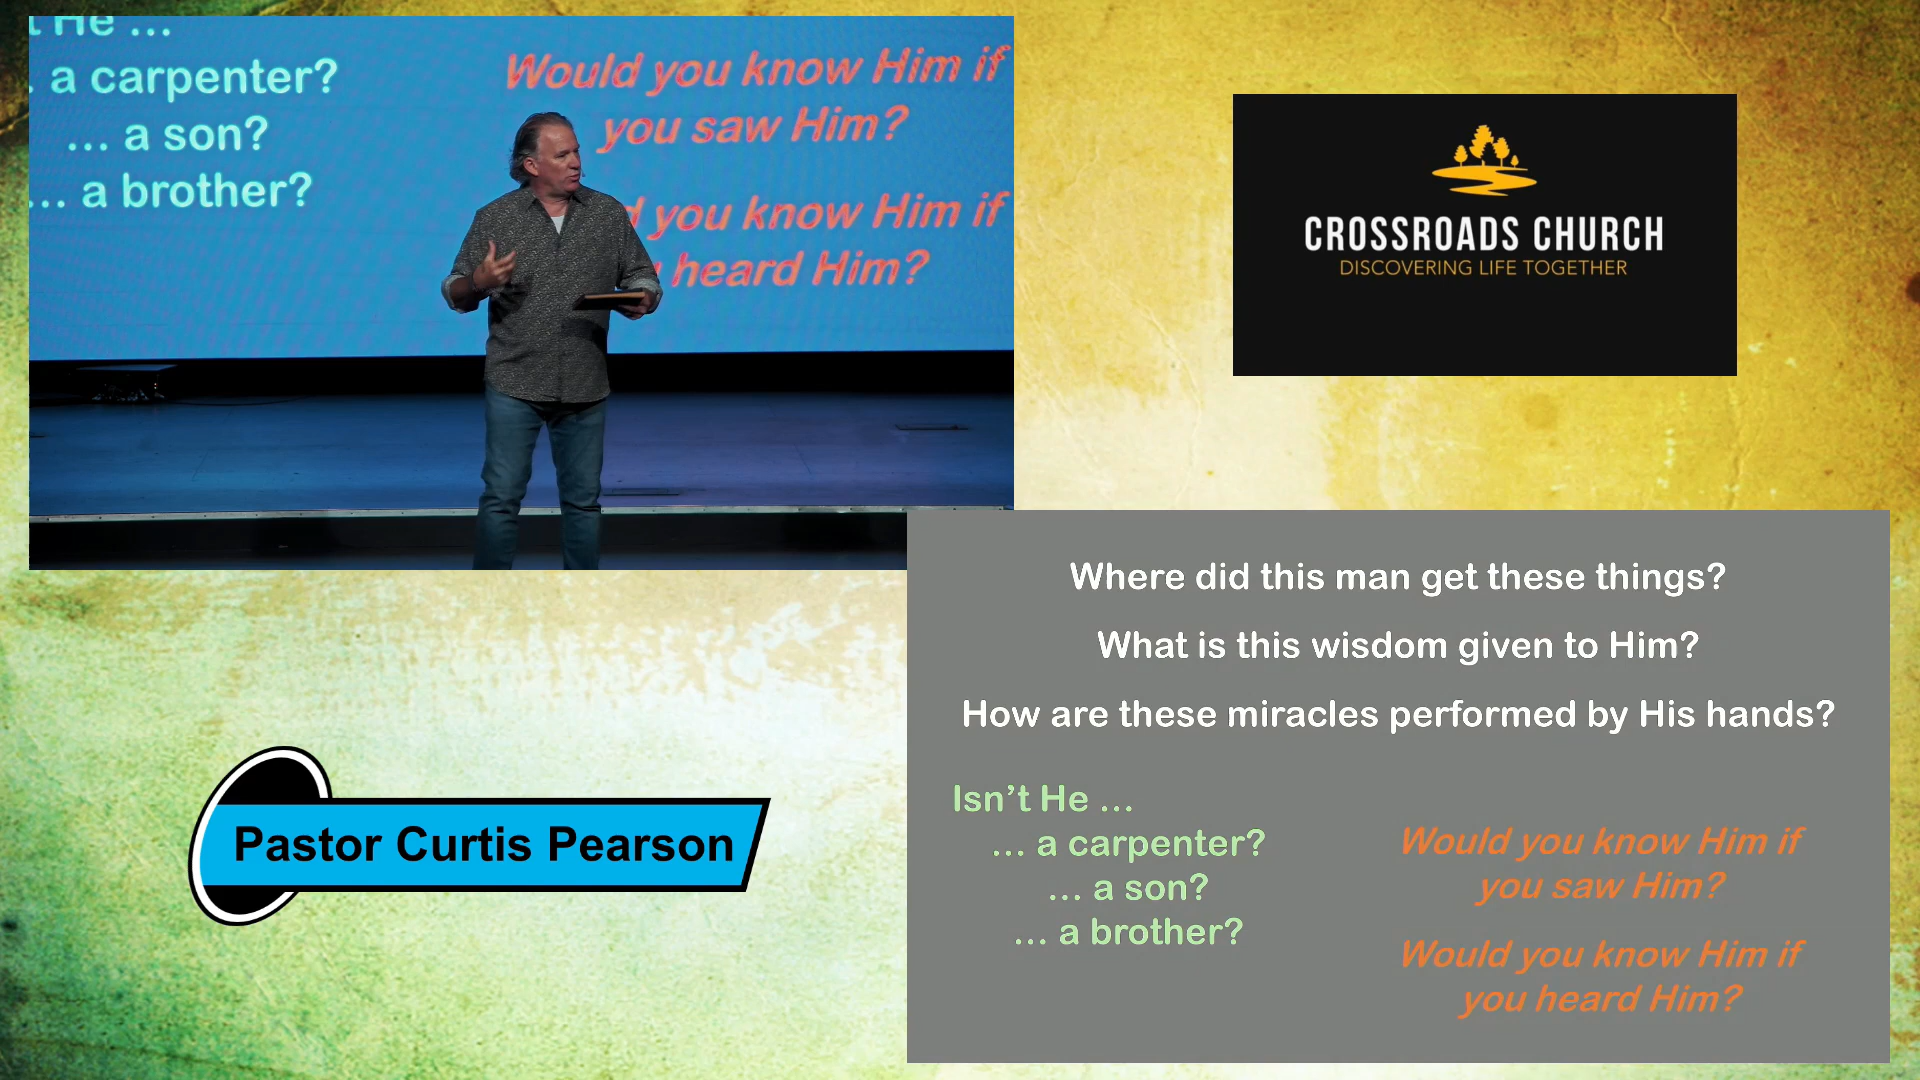 t He ...
a carpenter?
... a son?
... a brother?
Would you know Him if
you saw Him?
you know Him if
heard Him?
CROSSROADS CHURCH
DISCOVERING LIFE TOGETHER
Where did this man get these things?
What is this wisdom given to Him?
How are these miracles performed by His hands?
Isn't He ...
... a carpenter?
... a son?
... a brother?
Would you know Him if
you saw Him?
Would you know Him if
you heard Him?
Pastor Curtis Pearson